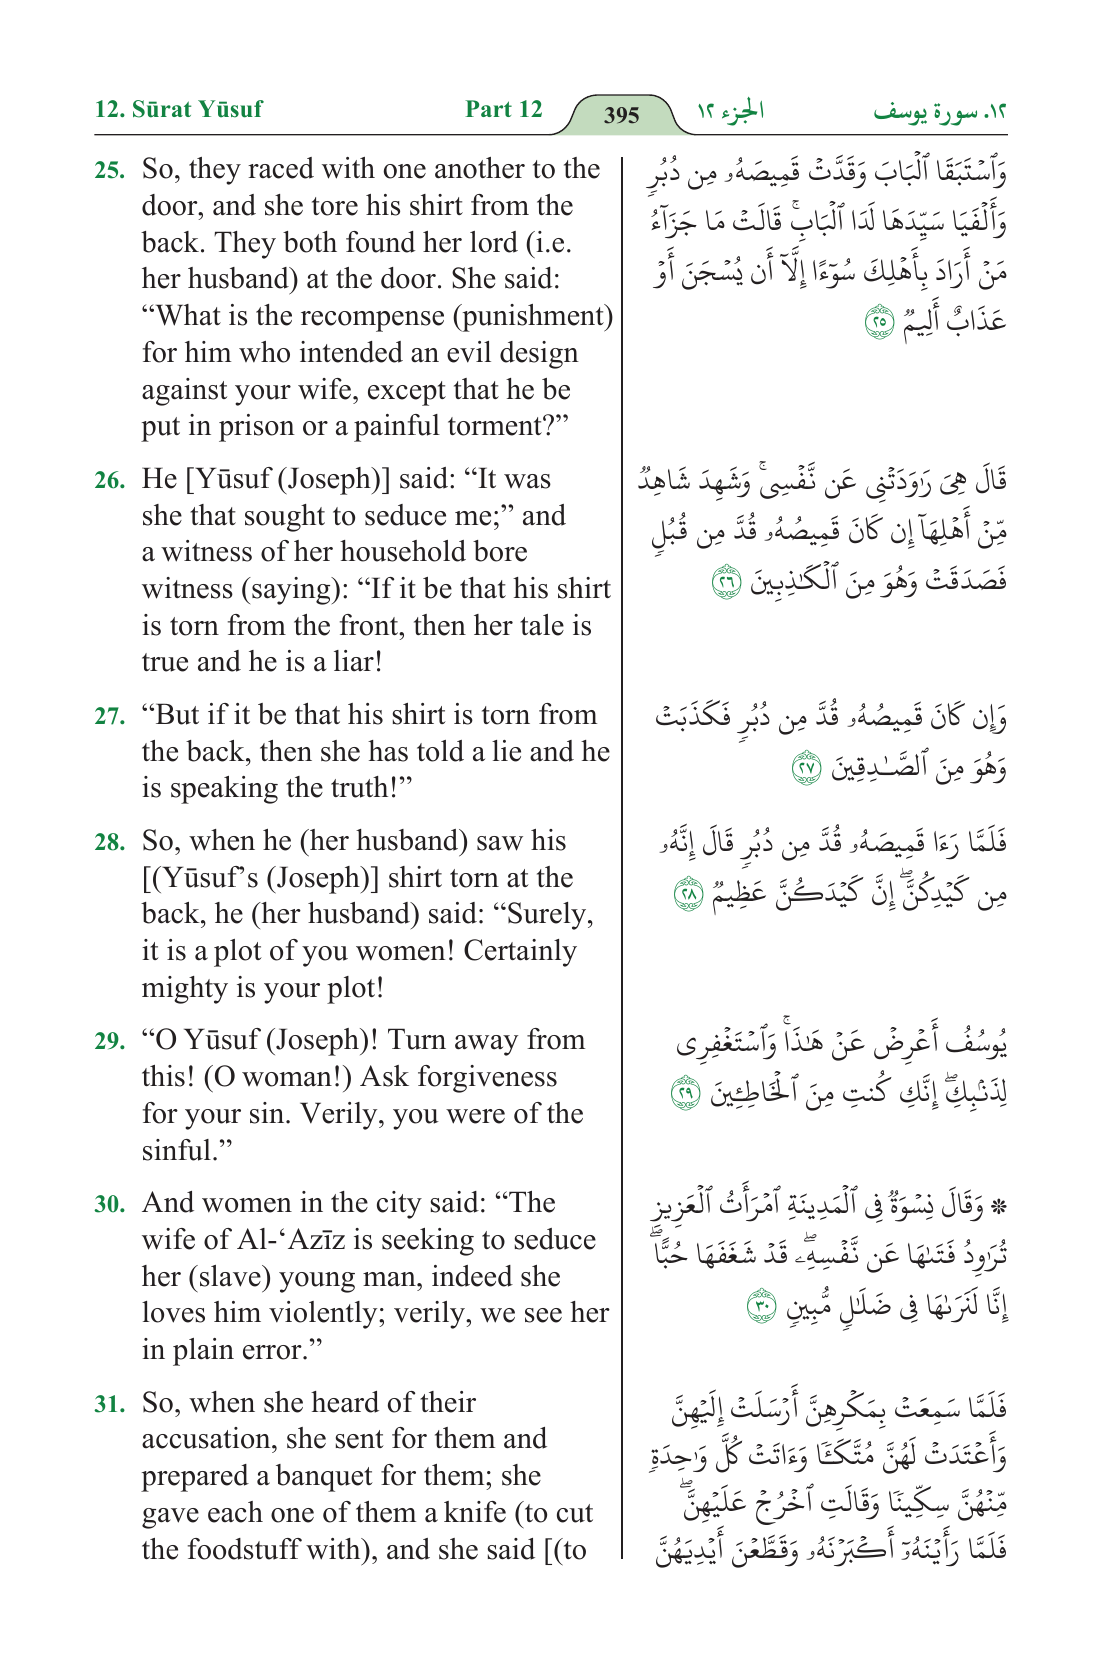 12. Sūrat Yūsuf
Part 12
395
الجزء ١٢
١٢. سورة يوسف
25. So, they raced with one another to the
door, and she tore his shirt from the
back. They both found her lord (i.e.
her husband) at the door. She said:
“What is the recompense (punishment)
for him who intended an evil design
against your wife, except that he be
put in prison or a painful torment?”
وَٱسْتَبَقَا ٱلْبَابَ وَقَدَّتْ قَمِيصَهُۥ مِن دُبُرٍ
وَأَلْفَيَا سَيِّدَهَا لَدَا ٱلْبَابِۚ قَالَتْ مَا جَزَآءُ
مَنْ أَرَادَ بِأَهْلِكَ سُوٓءًا إِلَّآ أَن يُسْجَنَ أَوْ
عَذَابٌ أَلِيمٌ ٢٥
26. He [Yūsuf (Joseph)] said: “It was
she that sought to seduce me;” and
a witness of her household bore
witness (saying): “If it be that his shirt
is torn from the front, then her tale is
true and he is a liar!
قَالَ هِىَ رَٰوَدَتْنِى عَن نَّفْسِىۚ وَشَهِدَ شَاهِدٌ
مِّنْ أَهْلِهَآ إِن كَانَ قَمِيصُهُۥ قُدَّ مِن قُبُلٍ
فَصَدَقَتْ وَهُوَ مِنَ ٱلْكَٰذِبِينَ ٢٦
27. “But if it be that his shirt is torn from
the back, then she has told a lie and he
is speaking the truth!”
وَإِن كَانَ قَمِيصُهُۥ قُدَّ مِن دُبُرٍ فَكَذَبَتْ
وَهُوَ مِنَ ٱلصَّٰدِقِينَ ٢٧
28. So, when he (her husband) saw his
[(Yūsuf’s (Joseph)] shirt torn at the
back, he (her husband) said: “Surely,
it is a plot of you women! Certainly
mighty is your plot!
فَلَمَّا رَءَا قَمِيصَهُۥ قُدَّ مِن دُبُرٍ قَالَ إِنَّهُۥ
مِن كَيْدِكُنَّۖ إِنَّ كَيْدَكُنَّ عَظِيمٌ ٢٨
29. “O Yūsuf (Joseph)! Turn away from
this! (O woman!) Ask forgiveness
for your sin. Verily, you were of the
sinful.”
يُوسُفُ أَعْرِضْ عَنْ هَٰذَاۚ وَٱسْتَغْفِرِى
لِذَنۢبِكِۖ إِنَّكِ كُنتِ مِنَ ٱلْخَاطِـِٔينَ ٢٩
30. And women in the city said: “The
wife of Al-‘Azīz is seeking to seduce
her (slave) young man, indeed she
loves him violently; verily, we see her
in plain error.”
۞ وَقَالَ نِسْوَةٌ فِى ٱلْمَدِينَةِ ٱمْرَأَتُ ٱلْعَزِيزِ
تُرَٰوِدُ فَتَىٰهَا عَن نَّفْسِهِۦۖ قَدْ شَغَفَهَا حُبًّاۖ
إِنَّا لَنَرَىٰهَا فِى ضَلَٰلٍ مُّبِينٍ ٣٠
31. So, when she heard of their
accusation, she sent for them and
prepared a banquet for them; she
gave each one of them a knife (to cut
the foodstuff with), and she said [(to
فَلَمَّا سَمِعَتْ بِمَكْرِهِنَّ أَرْسَلَتْ إِلَيْهِنَّ
وَأَعْتَدَتْ لَهُنَّ مُتَّكَـًٔا وَءَاتَتْ كُلَّ وَٰحِدَةٍ
مِّنْهُنَّ سِكِّينًا وَقَالَتِ ٱخْرُجْ عَلَيْهِنَّۖ
فَلَمَّا رَأَيْنَهُۥٓ أَكْبَرْنَهُۥ وَقَطَّعْنَ أَيْدِيَهُنَّ